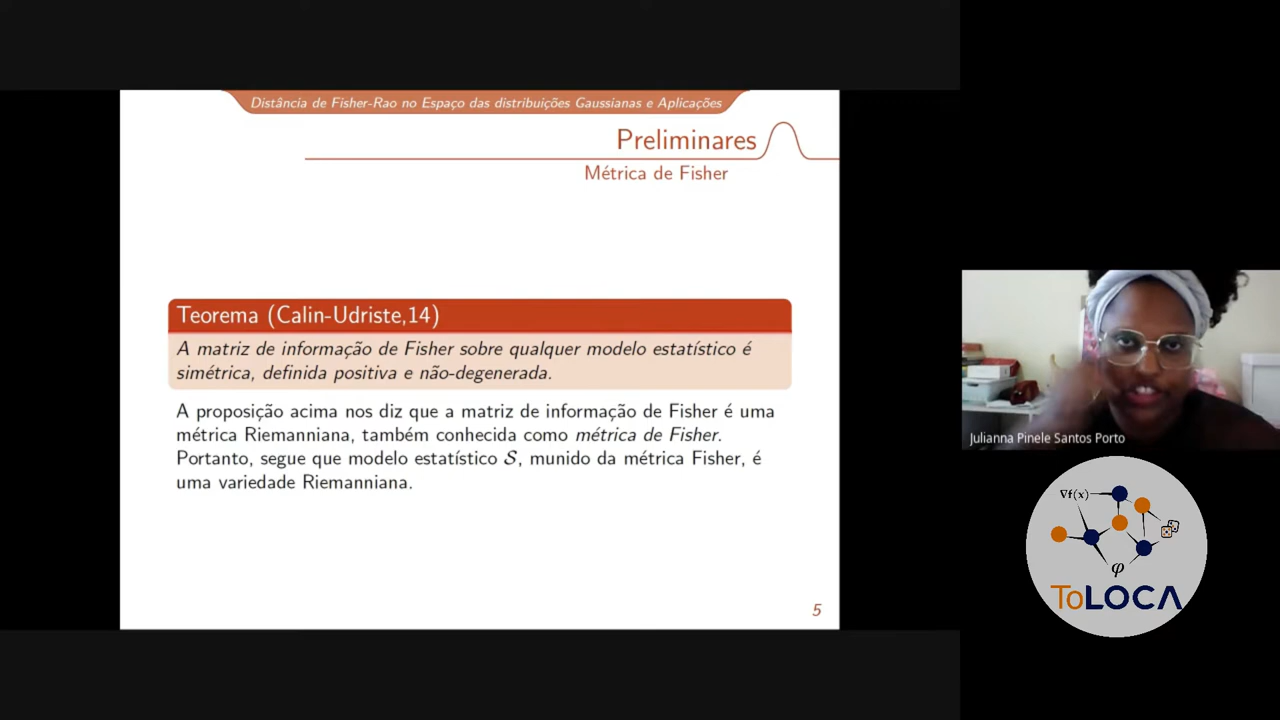 Distância de Fisher-Rao no Espaço das distribuições Gaussianas e Aplicações
Preliminares
Métrica de Fisher
Teorema (Calin-Udriste,14)
A matriz de informação de Fisher sobre qualquer modelo estatístico é
simétrica, definida positiva e não-degenerada.
A proposição acima nos diz que a matriz de informação de Fisher é uma
métrica Riemanniana, também conhecida como métrica de Fisher.
Portanto, segue que modelo estatístico 𝒮, munido da métrica Fisher, é
uma variedade Riemanniana.
5
Julianna Pinele Santos Porto
∇f(x)
φ
ToLOCA